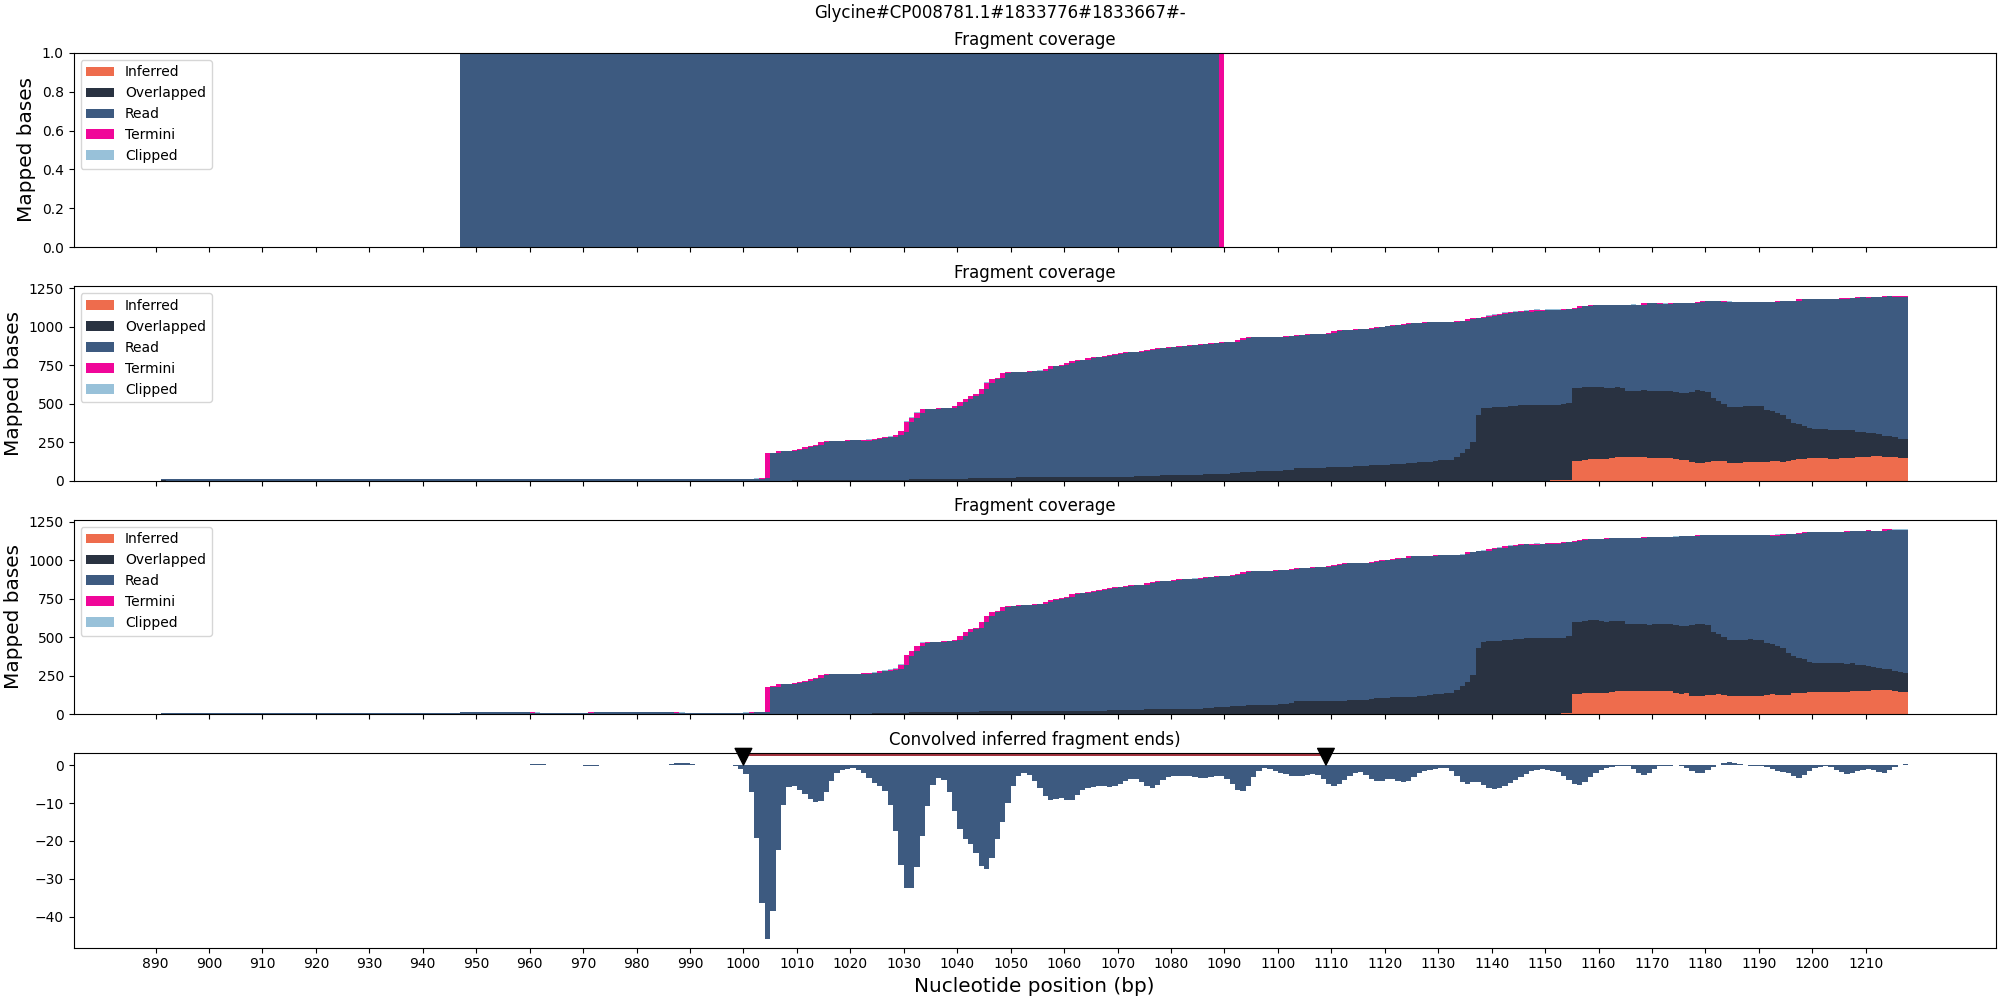 Glycine#CP008781.1#1833776#1833667#-
Fragment coverage
Mapped bases
1.0
0.8
0.6
0.4
0.2
0.0
Inferred
Overlapped
Read
Termini
Clipped
Fragment coverage
Mapped bases
1250
1000
750
500
250
0
Inferred
Overlapped
Read
Termini
Clipped
Fragment coverage
Mapped bases
1250
1000
750
500
250
0
Inferred
Overlapped
Read
Termini
Clipped
Convolved inferred fragment ends)
0
−10
−20
−30
−40
890 900 910 920 930 940 950 960 970 980 990 1000 1010 1020 1030 1040 1050 1060 1070 1080 1090 1100 1110 1120 1130 1140 1150 1160 1170 1180 1190 1200 1210
Nucleotide position (bp)